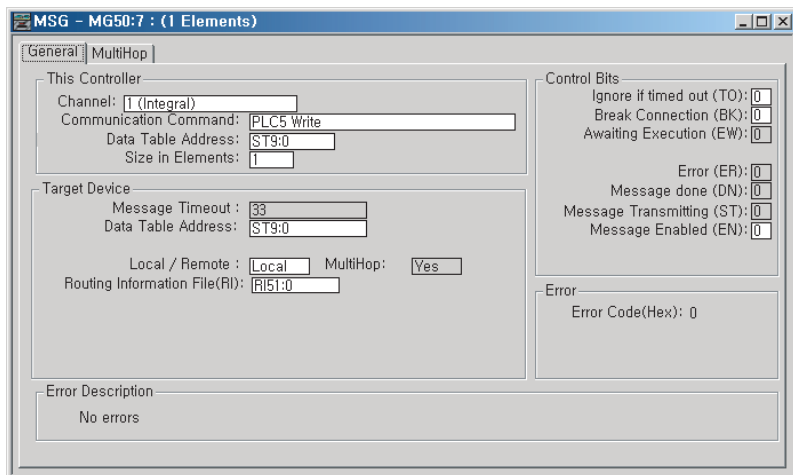 MSG - MG50:7 : (1 Elements)
General MultiHop
This Controller
Channel: 1 (Integral)
Communication Command: PLC5 Write
Data Table Address: ST9:0
Size in Elements: 1
Target Device
Message Timeout : 33
Data Table Address: ST9:0
Local / Remote : Local MultiHop: Yes
Routing Information File(RI): RI51:0
Control Bits
Ignore if timed out (TO): 0
Break Connection (BK): 0
Awaiting Execution (EW): 0
Error (ER): 0
Message done (DN): 0
Message Transmitting (ST): 0
Message Enabled (EN): 0
Error
Error Code(Hex): 0
Error Description
No errors